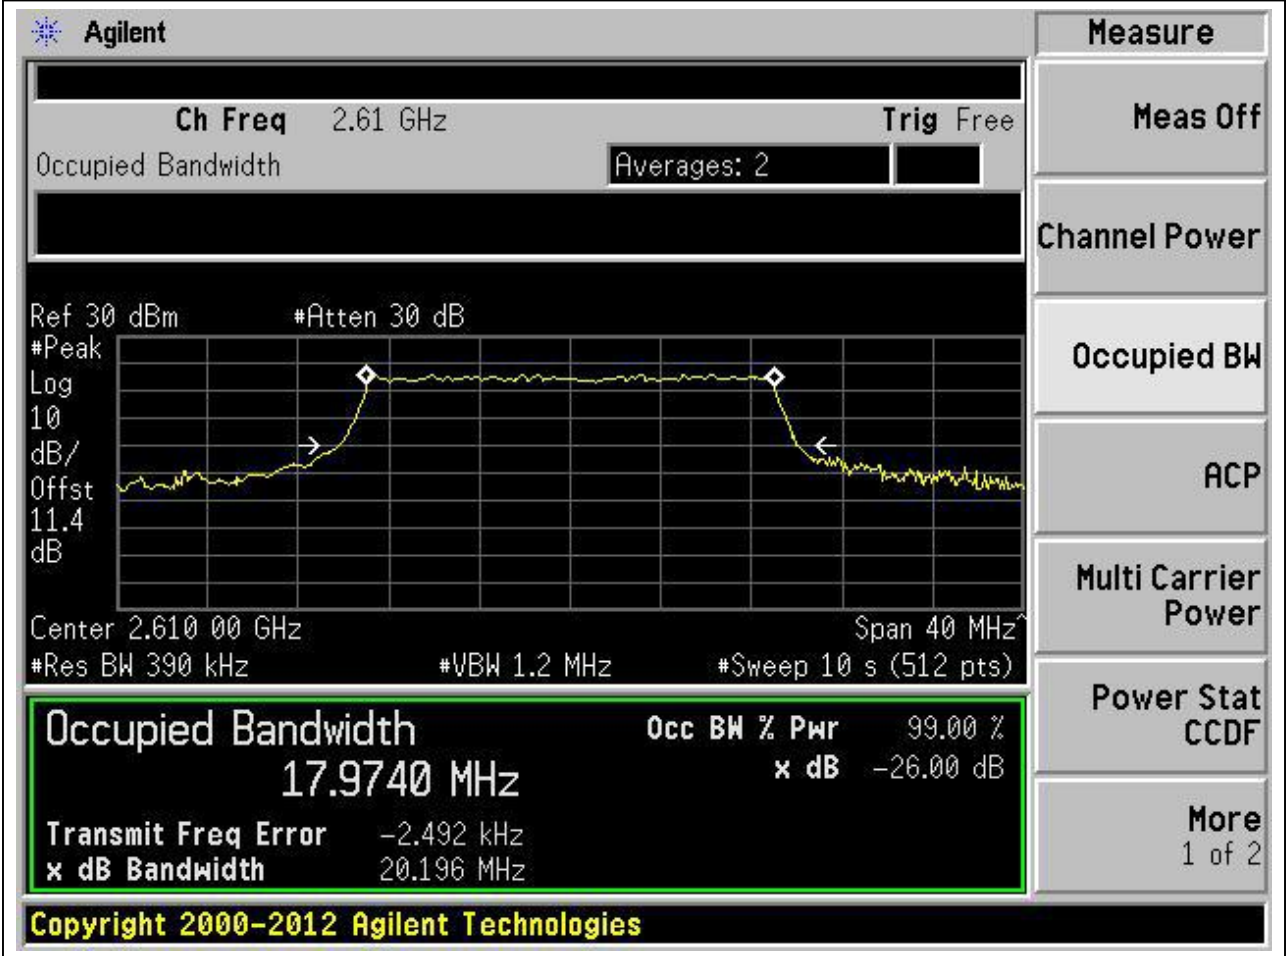 Agilent
Measure
Ch Freq 2.61 GHz Trig Free
Occupied Bandwidth Averages: 2
Ref 30 dBm #Atten 30 dB
#Peak
Log
10
dB/
Offst
11.4
dB
Center 2.610 00 GHz Span 40 MHz^
#Res BW 390 kHz #VBW 1.2 MHz #Sweep 10 s (512 pts)
Occupied Bandwidth Occ BW % Pwr 99.00 %
17.9740 MHz x dB -26.00 dB
Transmit Freq Error -2.492 kHz
x dB Bandwidth 20.196 MHz
Copyright 2000-2012 Agilent Technologies
Meas Off
Channel Power
Occupied BW
ACP
Multi Carrier
Power
Power Stat
CCDF
More
1 of 2